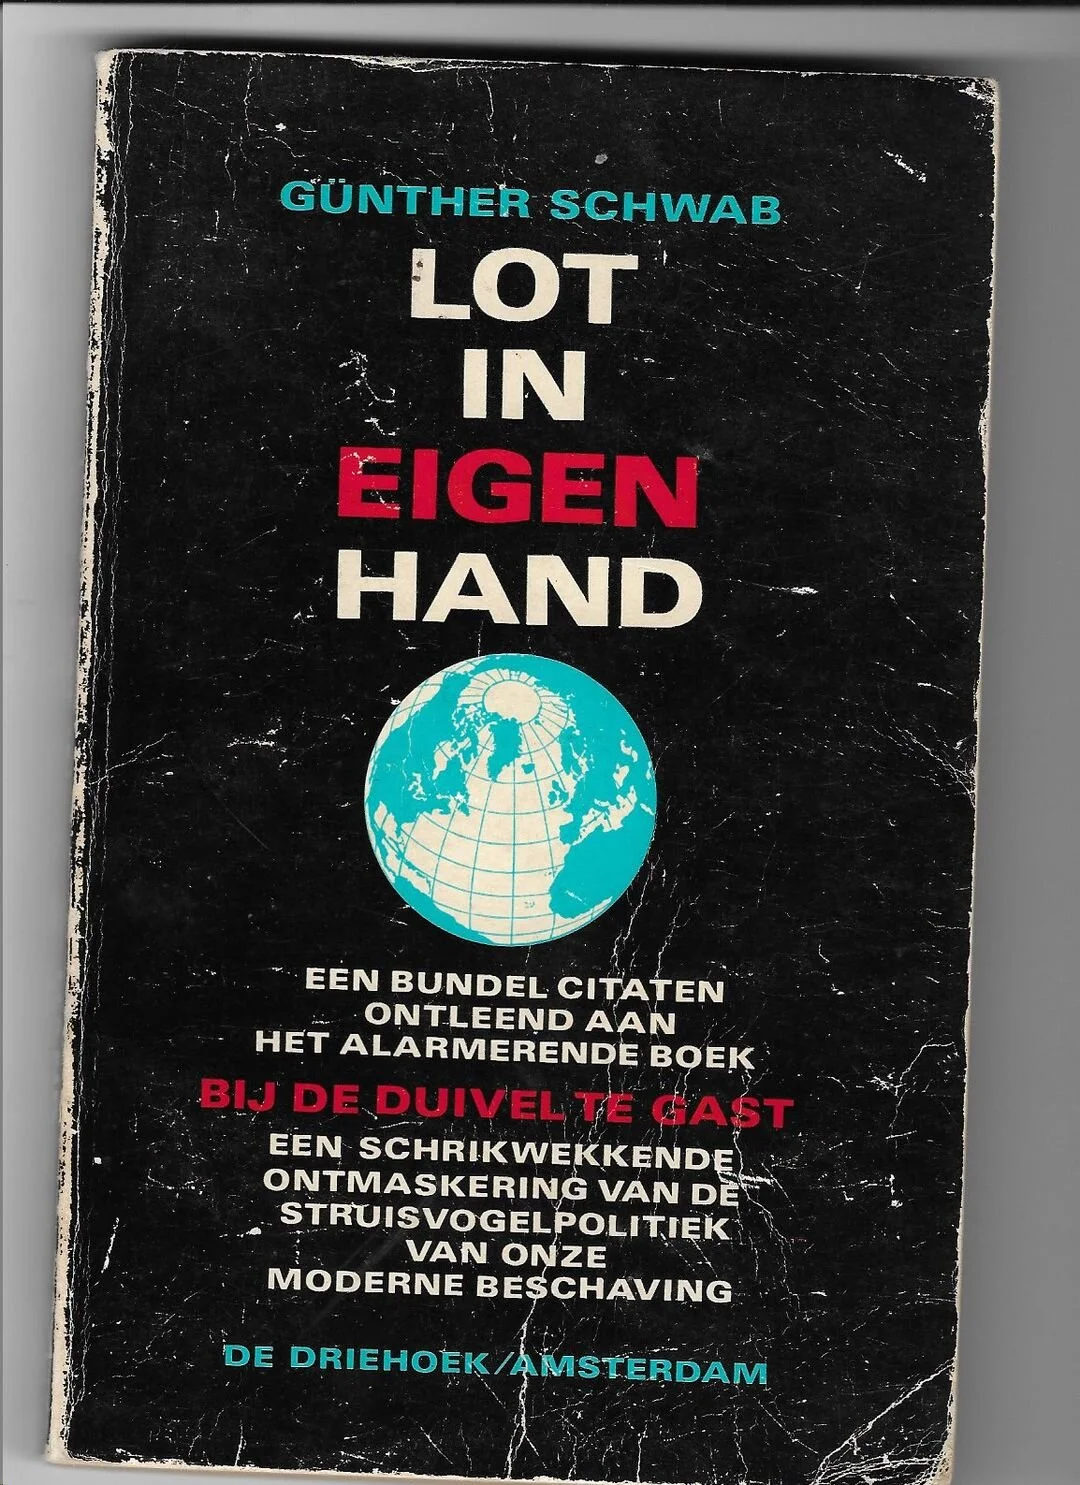 GÜNTHER SCHWAB
LOT
IN
EIGEN
HAND
EEN BUNDEL CITATEN
ONTLEEND AAN
HET ALARMERENDE BOEK
BIJ DE DUIVEL TE GAST
EEN SCHRIKWEKKENDE
ONTMASKERING VAN DE
STRUISVOGELPOLITIEK
VAN ONZE
MODERNE BESCHAVING
DE DRIEHOEK/AMSTERDAM